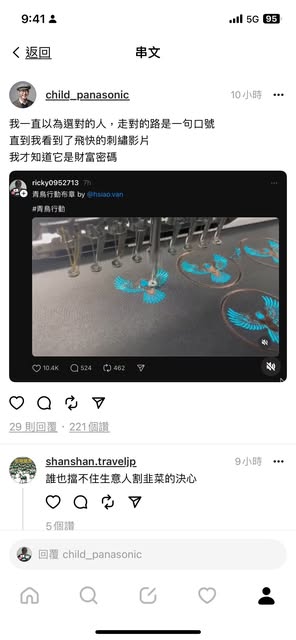 9:41
5G
95
返回
串文
child_panasonic
10 小時
我一直以為選對的人，走對的路是一句口號
直到我看到了飛快的刺繡影片
我才知道它是財富密碼
ricky0952713 7h
青鳥行動布章 by @hsiao.van
#青鳥行動
10.4K 524 462
29 則回覆 · 221 個讚
shanshan.traveljp
9 小時
誰也擋不住生意人割韭菜的決心
5 個讚
回覆 child_panasonic